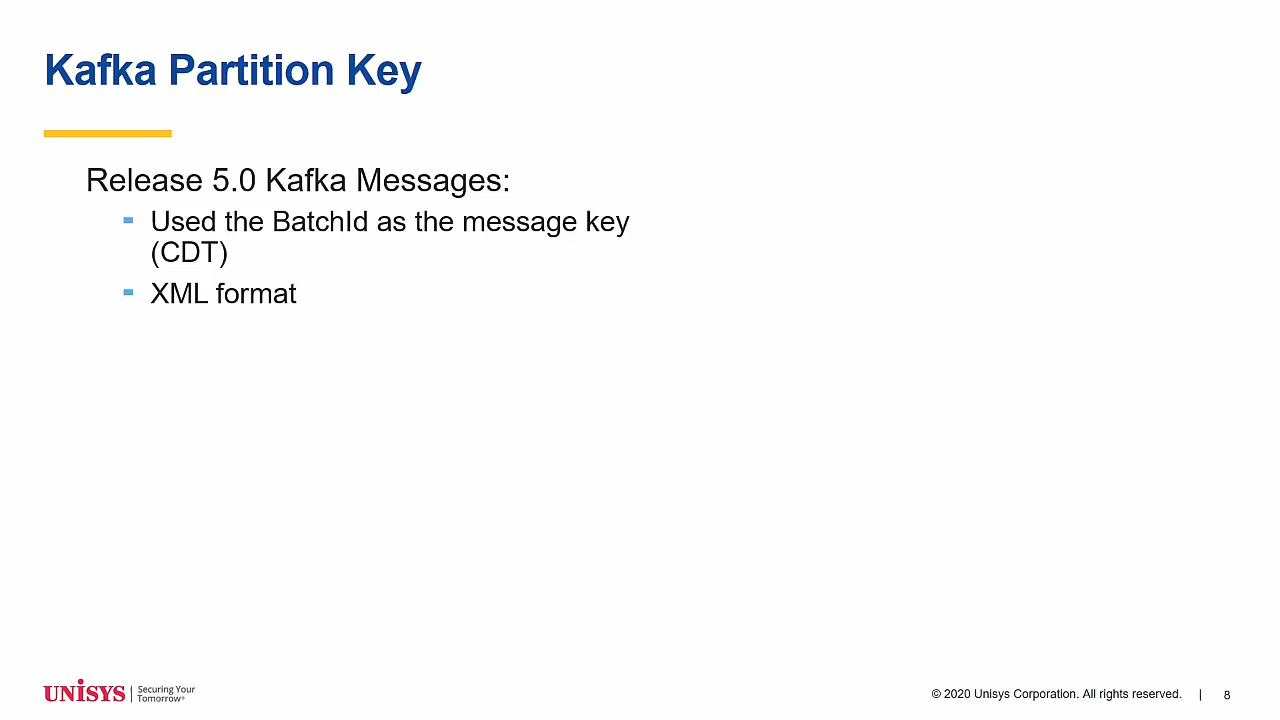 Kafka Partition Key
Release 5.0 Kafka Messages:
Used the BatchId as the message key
(CDT)
XML format
UNISYS | Securing Your
Tomorrow®
© 2020 Unisys Corporation. All rights reserved. | 8